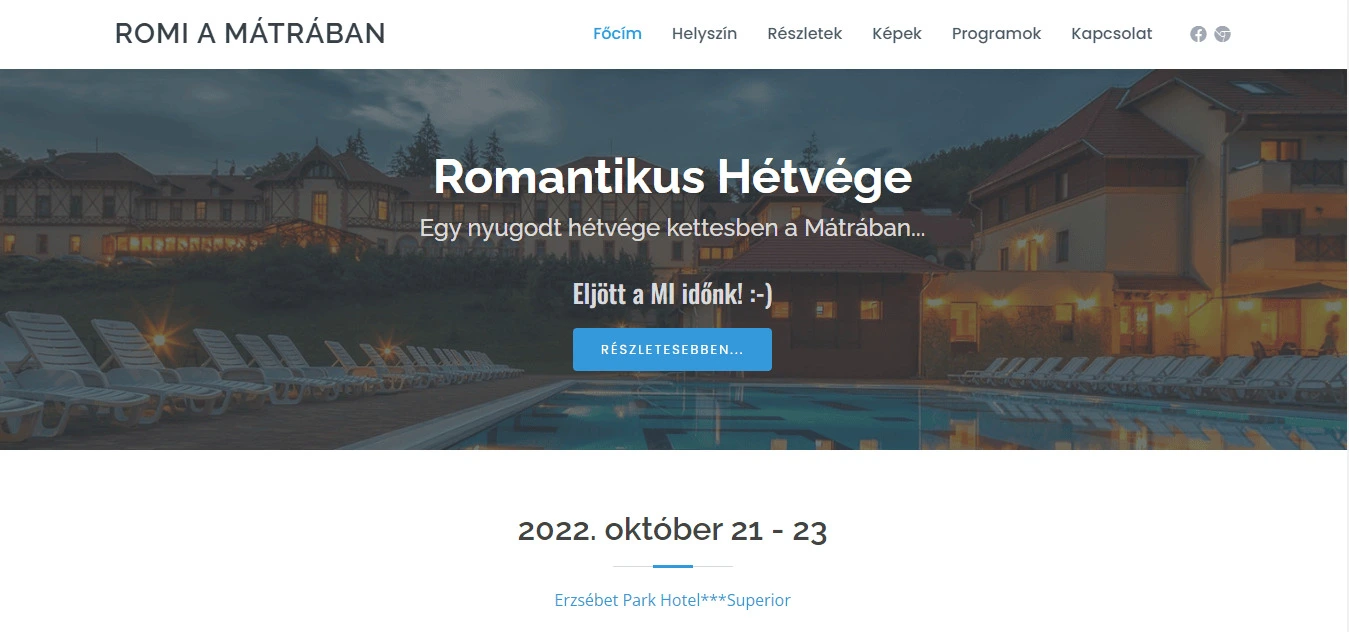 ROMI A MÁTRÁBAN
Főcím Helyszín Részletek Képek Programok Kapcsolat
Romantikus Hétvége
Egy nyugodt hétvége kettesben a Mátrában...
Eljött a MI időnk! :-)
RÉSZLETESEBBEN...
2022. október 21 - 23
Erzsébet Park Hotel***Superior